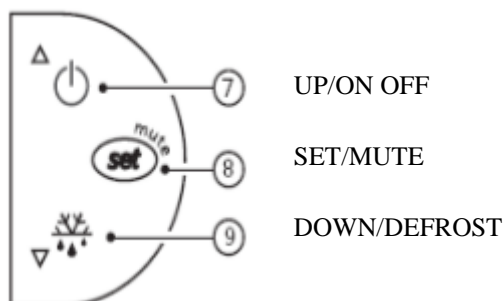 7 UP/ON OFF
mute
set 8 SET/MUTE
9 DOWN/DEFROST